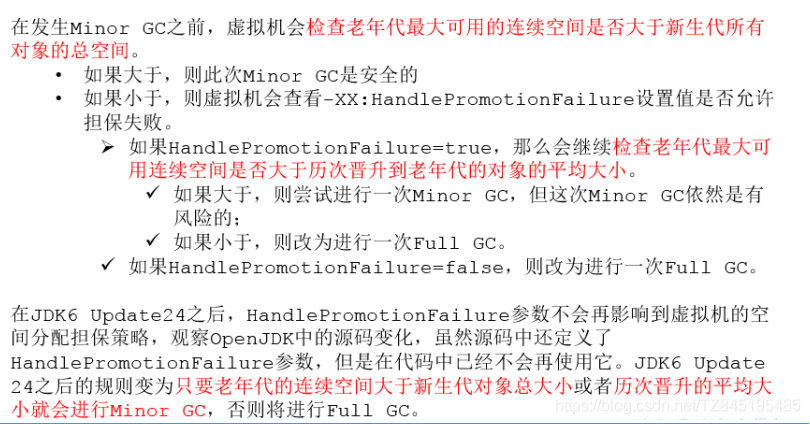 在发生Minor GC之前，虚拟机会检查老年代最大可用的连续空间是否大于新生代所有
对象的总空间。
• 如果大于，则此次Minor GC是安全的
• 如果小于，则虚拟机会查看-XX:HandlePromotionFailure设置值是否允许
担保失败。
➢ 如果HandlePromotionFailure=true，那么会继续检查老年代最大可
用连续空间是否大于历次晋升到老年代的对象的平均大小。
✓ 如果大于，则尝试进行一次Minor GC，但这次Minor GC依然是有
风险的；
✓ 如果小于，则改为进行一次Full GC。
✓ 如果HandlePromotionFailure=false，则改为进行一次Full GC。
在JDK6 Update24之后，HandlePromotionFailure参数不会再影响到虚拟机的空
间分配担保策略，观察OpenJDK中的源码变化，虽然源码中还定义了
HandlePromotionFailure参数，但是在代码中已经不会再使用它。JDK6 Update
24之后的规则变为只要老年代的连续空间大于新生代对象总大小或者历次晋升的平均大
小就会进行Minor GC，否则将进行Full GC。
https://blog.csdn.net/TZ845195485